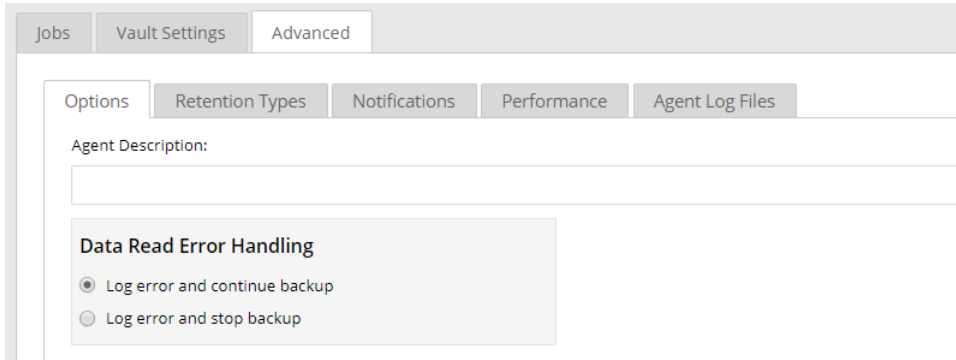 Jobs Vault Settings Advanced
Options Retention Types Notifications Performance Agent Log Files
Agent Description:
Data Read Error Handling
Log error and continue backup
Log error and stop backup